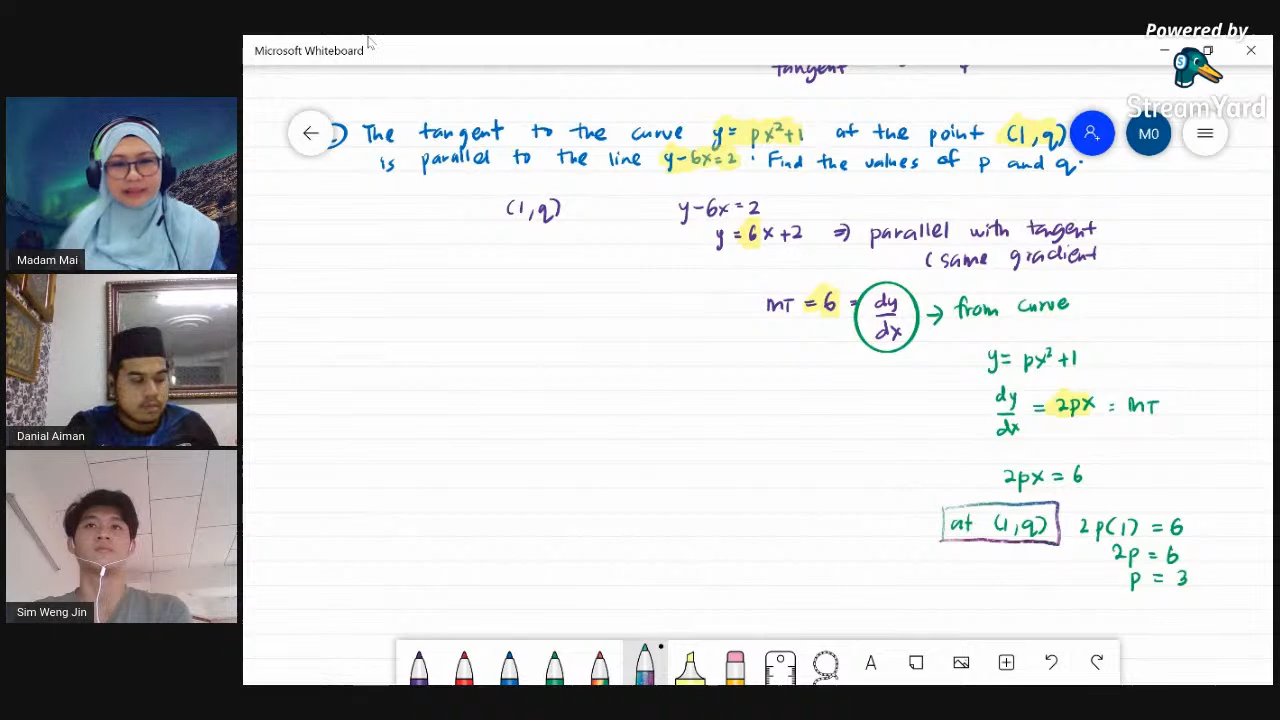 Powered by
StreamYard
Microsoft Whiteboard
tangent
The tangent to the curve y = px²+1 at the point (1,q)
is parallel to the line y-6x=2. Find the values of p and q.
(1,q)
y-6x = 2
y = 6x+2 ⇒ parallel with tangent
(same gradient
mT = 6 = dy/dx → from curve
y = px²+1
dy/dx = 2px = mT
2px = 6
at (1,q) 2p(1) = 6
2p = 6
p = 3
M0
A
Madam Mai
Danial Aiman
Sim Weng Jin